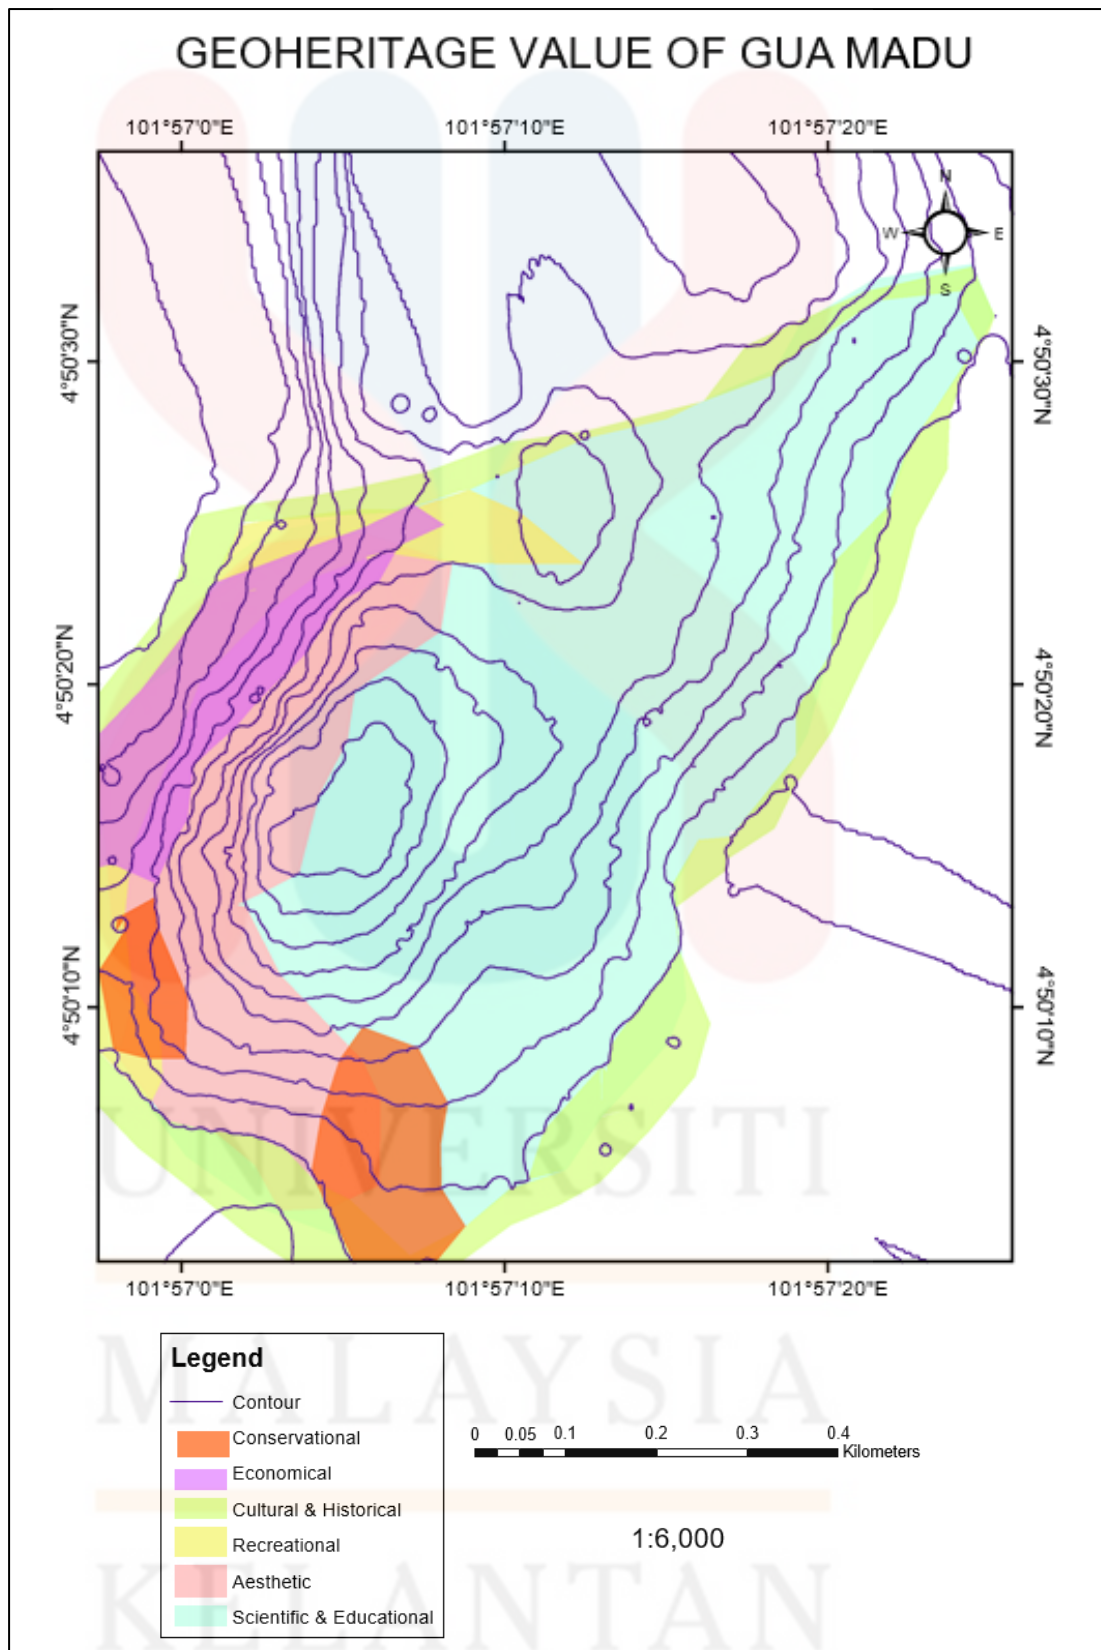 GEOHERITAGE VALUE OF GUA MADU
101°57'0"E 101°57'10"E 101°57'20"E
N
W E
S
4°50'30"N 4°50'30"N
4°50'20"N 4°50'20"N
4°50'10"N 4°50'10"N
UNIVERSITI
101°57'0"E 101°57'10"E 101°57'20"E
MALAYSIA
Legend
Contour
Conservational
Economical
Cultural & Historical
Recreational
Aesthetic
Scientific & Educational
0 0.05 0.1 0.2 0.3 0.4
Kilometers
1:6,000
KELANTAN